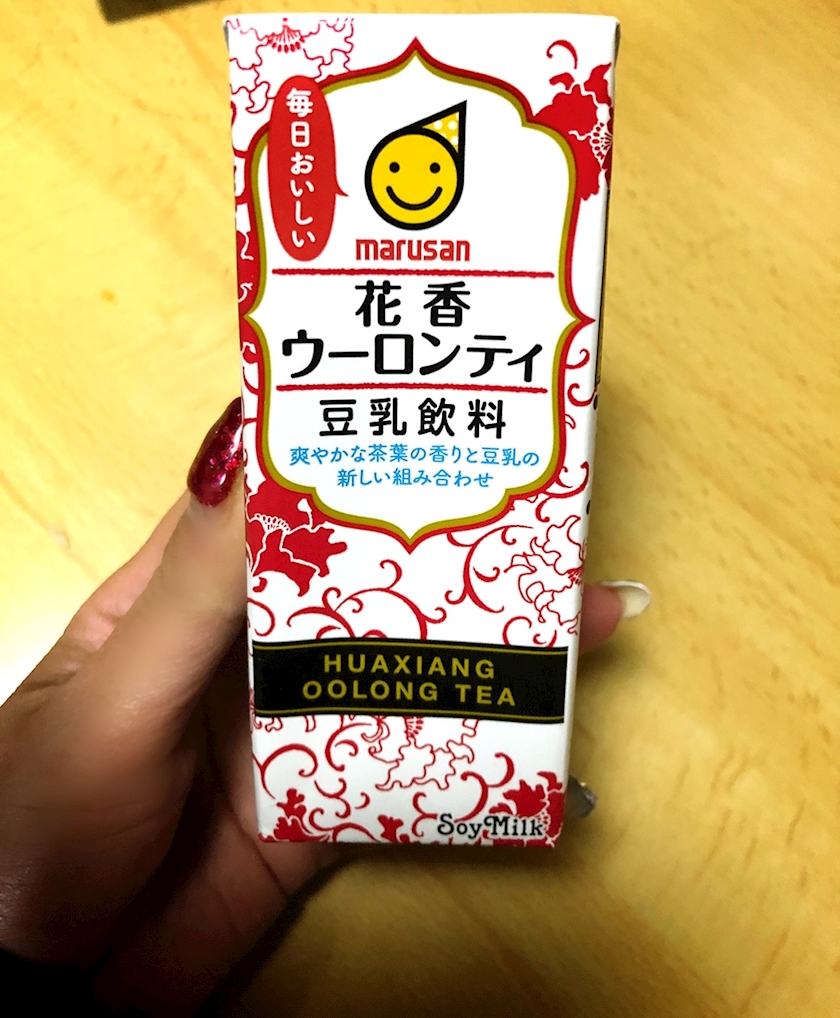 毎日おいしい
marusan
花香
ウーロンティ
豆乳飲料
爽やかな茶葉の香りと豆乳の
新しい組み合わせ
HUAXIANG
OOLONG TEA
Soy Milk